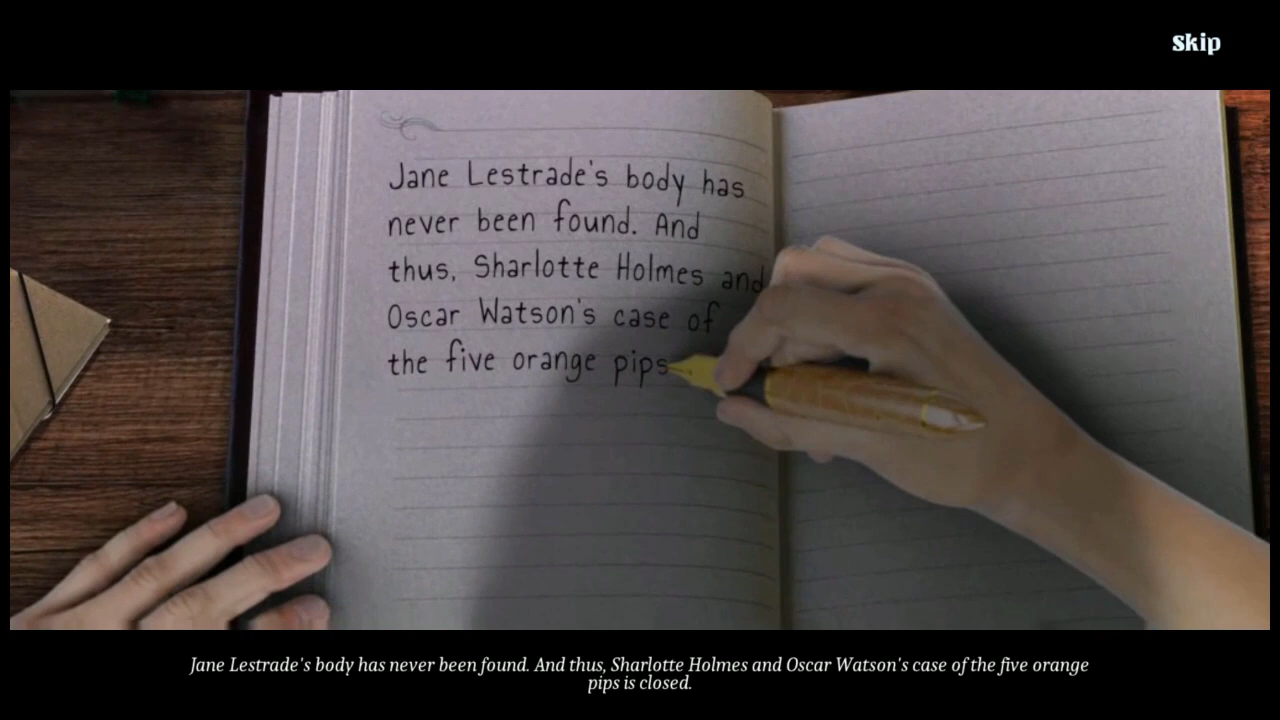 Skip
Jane Lestrade's body has
never been found. And
thus, Sharlotte Holmes and
Oscar Watson's case of
the five orange pips
Jane Lestrade's body has never been found. And thus, Sharlotte Holmes and Oscar Watson's case of the five orange
pips is closed.